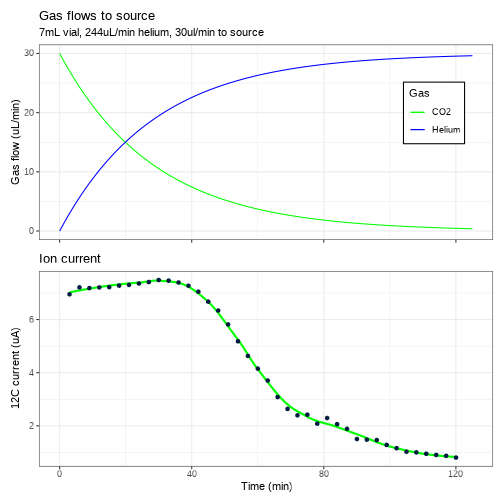 Gas flows to source
7mL vial, 244uL/min helium, 30ul/min to source
Gas flow (uL/min)
30
20
10
0
Gas
CO2
Helium
Ion current
12C current (uA)
6
4
2
0
40
80
120
Time (min)